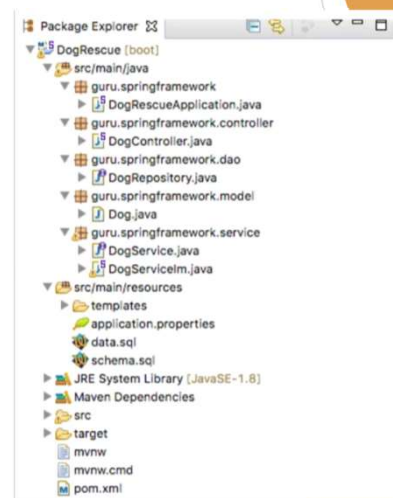 Package Explorer
DogRescue [boot]
src/main/java
guru.springframework
DogRescueApplication.java
guru.springframework.controller
DogController.java
guru.springframework.dao
DogRepository.java
guru.springframework.model
Dog.java
guru.springframework.service
DogService.java
DogServiceIm.java
src/main/resources
templates
application.properties
data.sql
schema.sql
JRE System Library [JavaSE-1.8]
Maven Dependencies
src
target
mvnw
mvnw.cmd
pom.xml